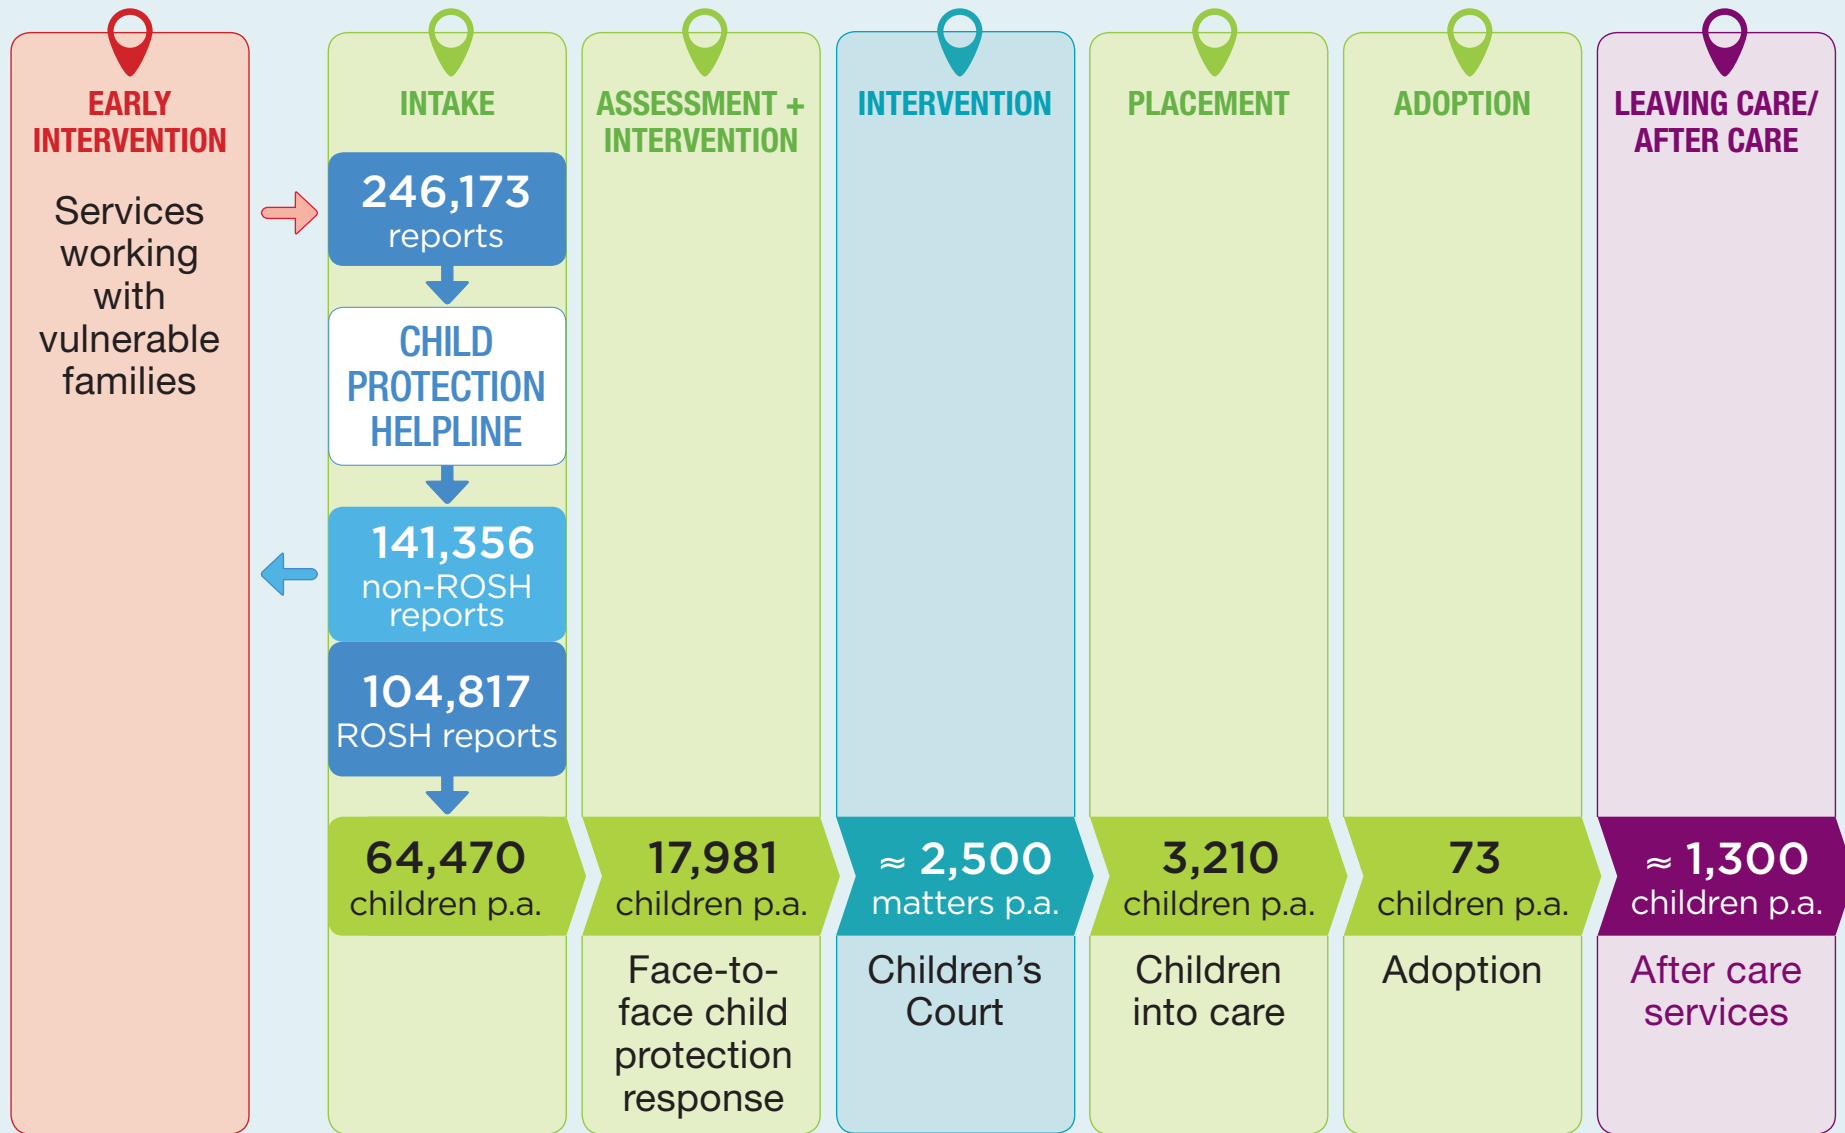 EARLY
INTERVENTION
Services
working
with
vulnerable
families
INTAKE
246,173
reports
CHILD
PROTECTION
HELPLINE
141,356
non-ROSH
reports
104,817
ROSH reports
64,470
children p.a.
ASSESSMENT +
INTERVENTION
17,981
children p.a.
Face-to-
face child
protection
response
INTERVENTION
≈ 2,500
matters p.a.
Children's
Court
PLACEMENT
3,210
children p.a.
Children
into care
ADOPTION
73
children p.a.
Adoption
LEAVING CARE/
AFTER CARE
≈ 1,300
children p.a.
After care
services